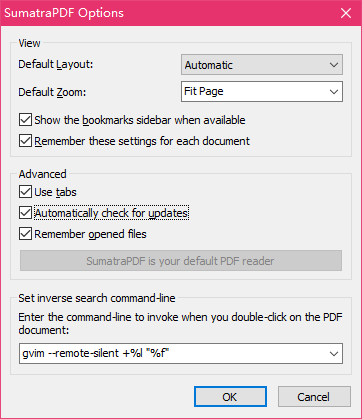 SumatraPDF Options
View
Default Layout: Automatic
Default Zoom: Fit Page
Show the bookmarks sidebar when available
Remember these settings for each document
Advanced
Use tabs
Automatically check for updates
Remember opened files
SumatraPDF is your default PDF reader
Set inverse search command-line
Enter the command-line to invoke when you double-click on the PDF
document:
gvim --remote-silent +%l "%f"
OK Cancel